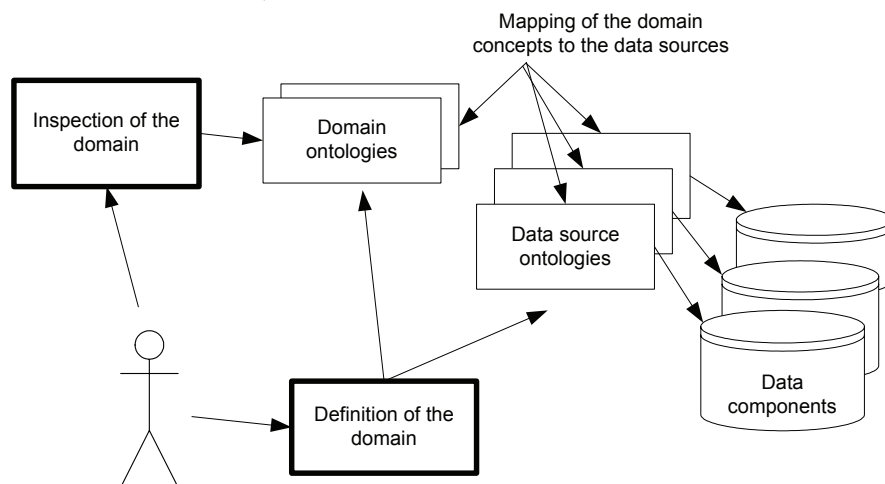 Mapping of the domain
concepts to the data sources
Inspection of the
domain
Domain
ontologies
Data source
ontologies
Data
components
Definition of the
domain